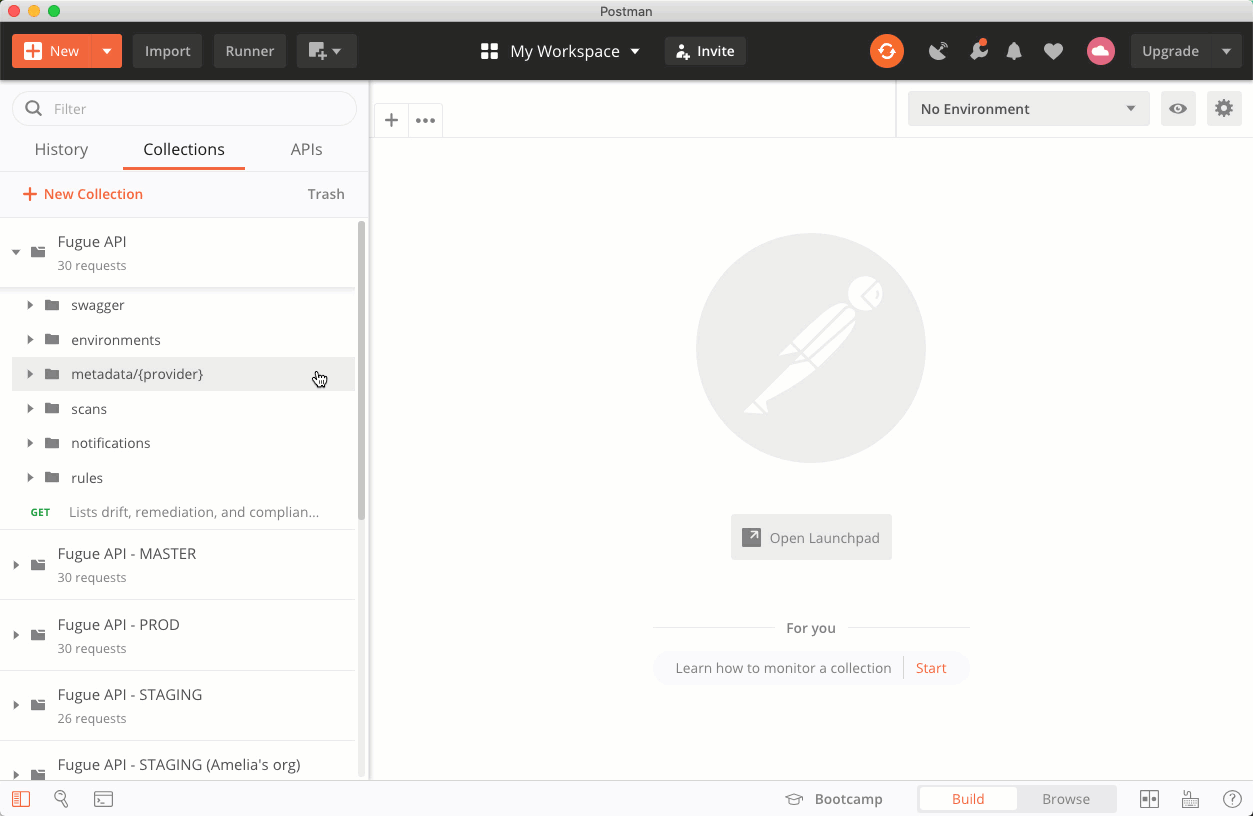 Postman
New
Import
Runner
My Workspace
Invite
Upgrade
Filter
No Environment
History
Collections
APIs
New Collection
Trash
Fugue API
30 requests
swagger
environments
metadata/{provider}
scans
notifications
rules
GET Lists drift, remediation, and complian...
Fugue API - MASTER
30 requests
Fugue API - PROD
30 requests
Fugue API - STAGING
26 requests
Fugue API - STAGING (Amelia's org)
Open Launchpad
For you
Learn how to monitor a collection
Start
Bootcamp
Build
Browse